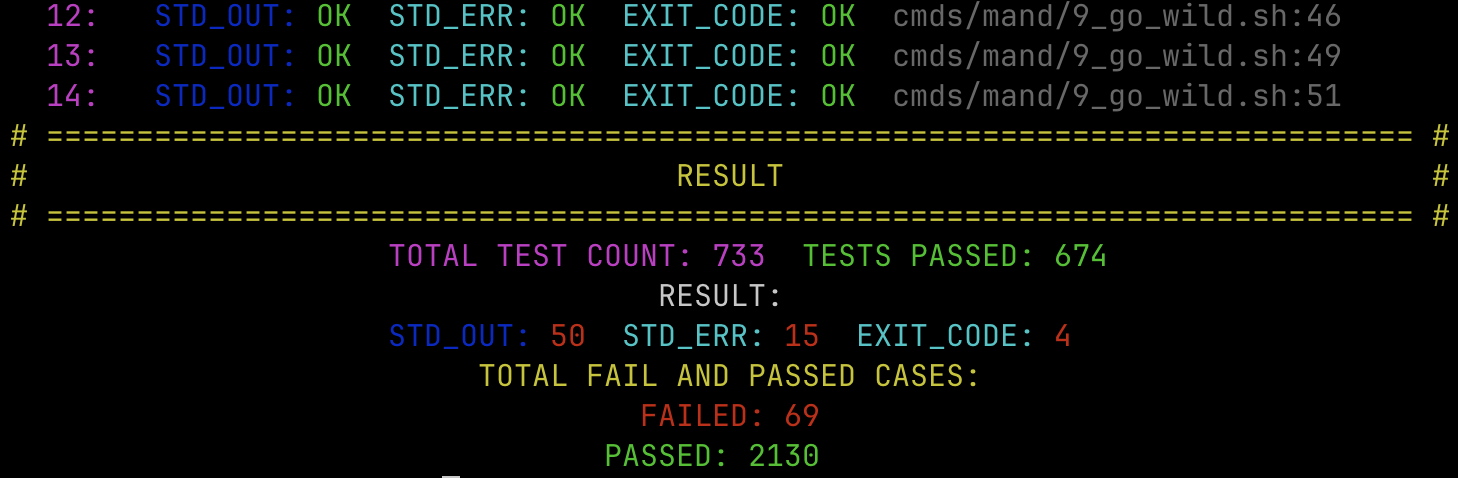 12: STD_OUT: OK STD_ERR: OK EXIT_CODE: OK cmds/mand/9_go_wild.sh:46
13: STD_OUT: OK STD_ERR: OK EXIT_CODE: OK cmds/mand/9_go_wild.sh:49
14: STD_OUT: OK STD_ERR: OK EXIT_CODE: OK cmds/mand/9_go_wild.sh:51
# ============================================================================ #
# RESULT #
# ============================================================================ #
TOTAL TEST COUNT: 733 TESTS PASSED: 674
RESULT:
STD_OUT: 50 STD_ERR: 15 EXIT_CODE: 4
TOTAL FAIL AND PASSED CASES:
FAILED: 69
PASSED: 2130